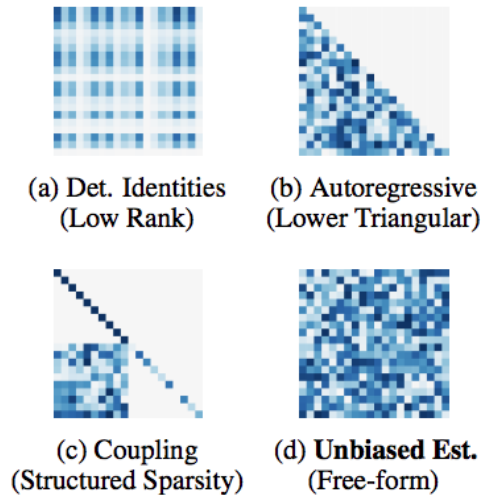 (a) Det. Identities
(Low Rank)
(b) Autoregressive
(Lower Triangular)
(c) Coupling
(Structured Sparsity)
(d) Unbiased Est.
(Free-form)